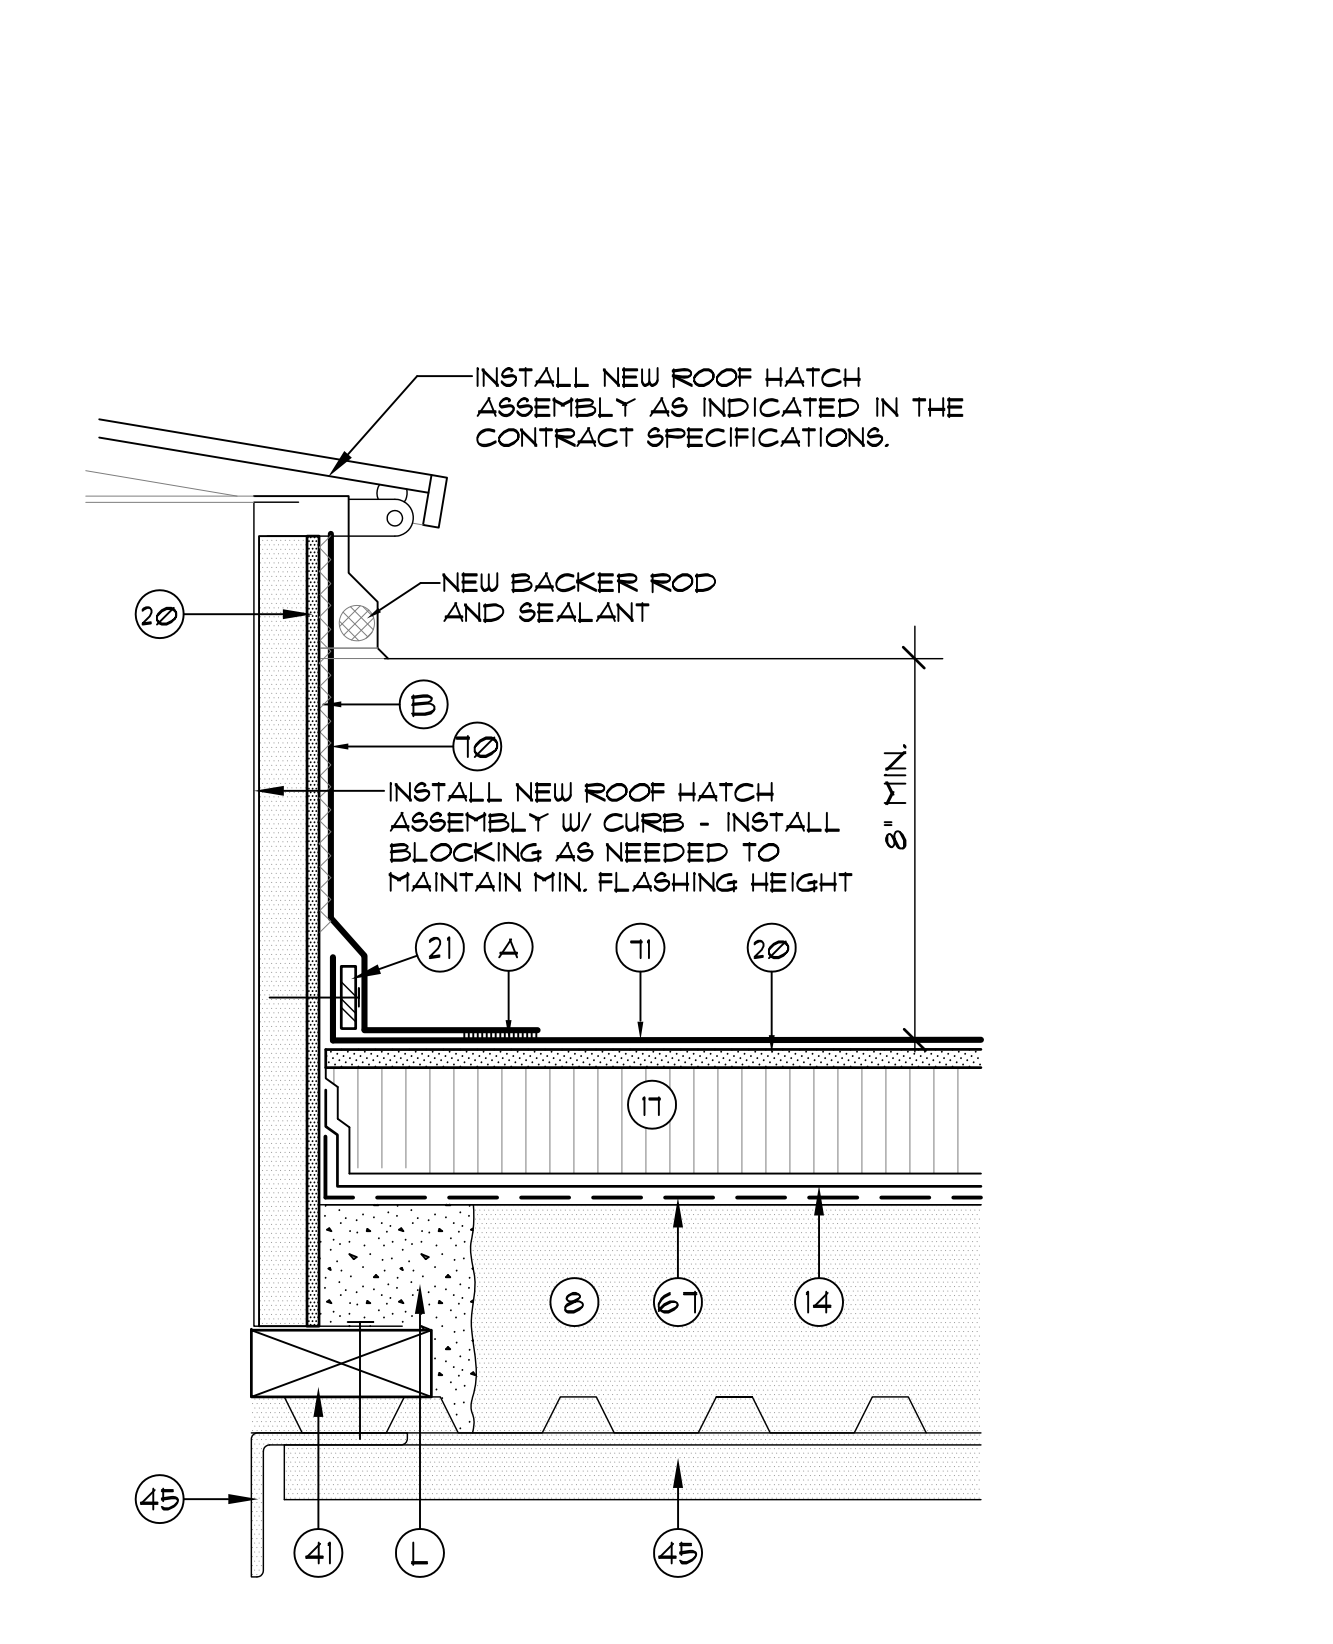 INSTALL NEW ROOF HATCH
ASSEMBLY AS INDICATED IN THE
CONTRACT SPECIFICATIONS.
NEW BACKER ROD
AND SEALANT
20
B
70
8" MIN.
INSTALL NEW ROOF HATCH
ASSEMBLY W/ CURB - INSTALL
BLOCKING AS NEEDED TO
MAINTAIN MIN. FLASHING HEIGHT
21
A
71
20
17
8
67
14
45
41
L
45